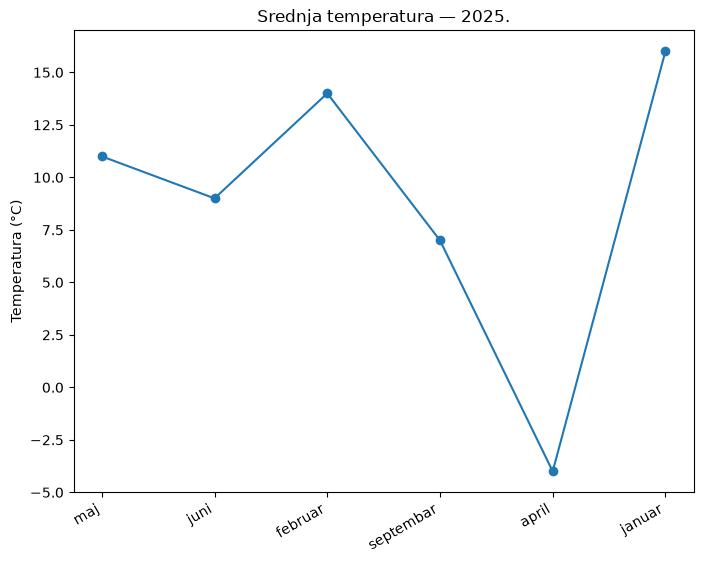 Srednja temperatura — 2025.
Temperatura (°C)
15.0
12.5
10.0
7.5
5.0
2.5
0.0
−2.5
−5.0
maj
juni
februar
septembar
april
januar